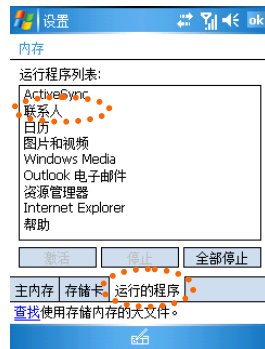 设置
ok
内存
运行程序列表:
ActiveSync
联系人
日历
图片和视频
Windows Media
Outlook 电子邮件
资源管理器
Internet Explorer
帮助
激活 停止 全部停止
主内存 存储卡 运行的程序
查找使用存储内存的大文件。